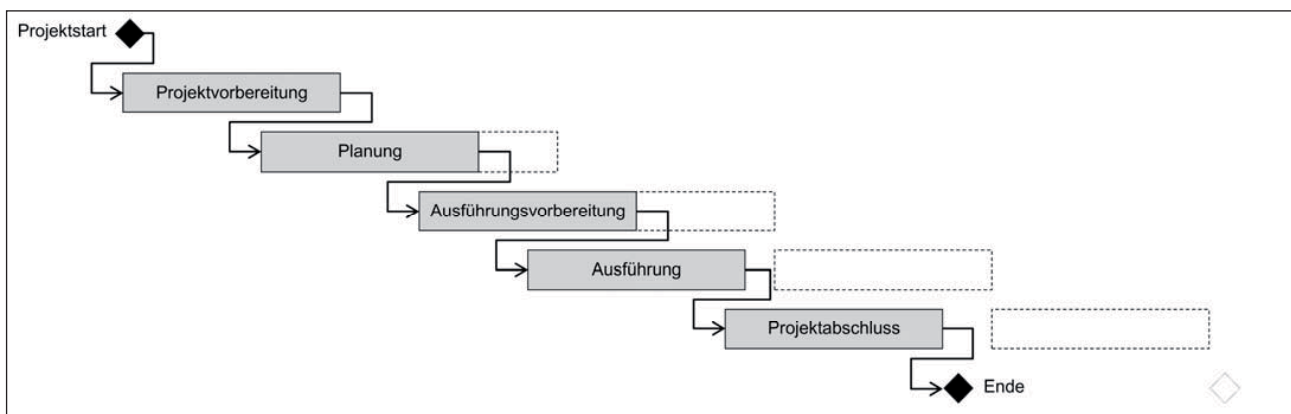 Projektstart
Projektvorbereitung
Planung
Ausführungsvorbereitung
Ausführung
Projektabschluss
Ende